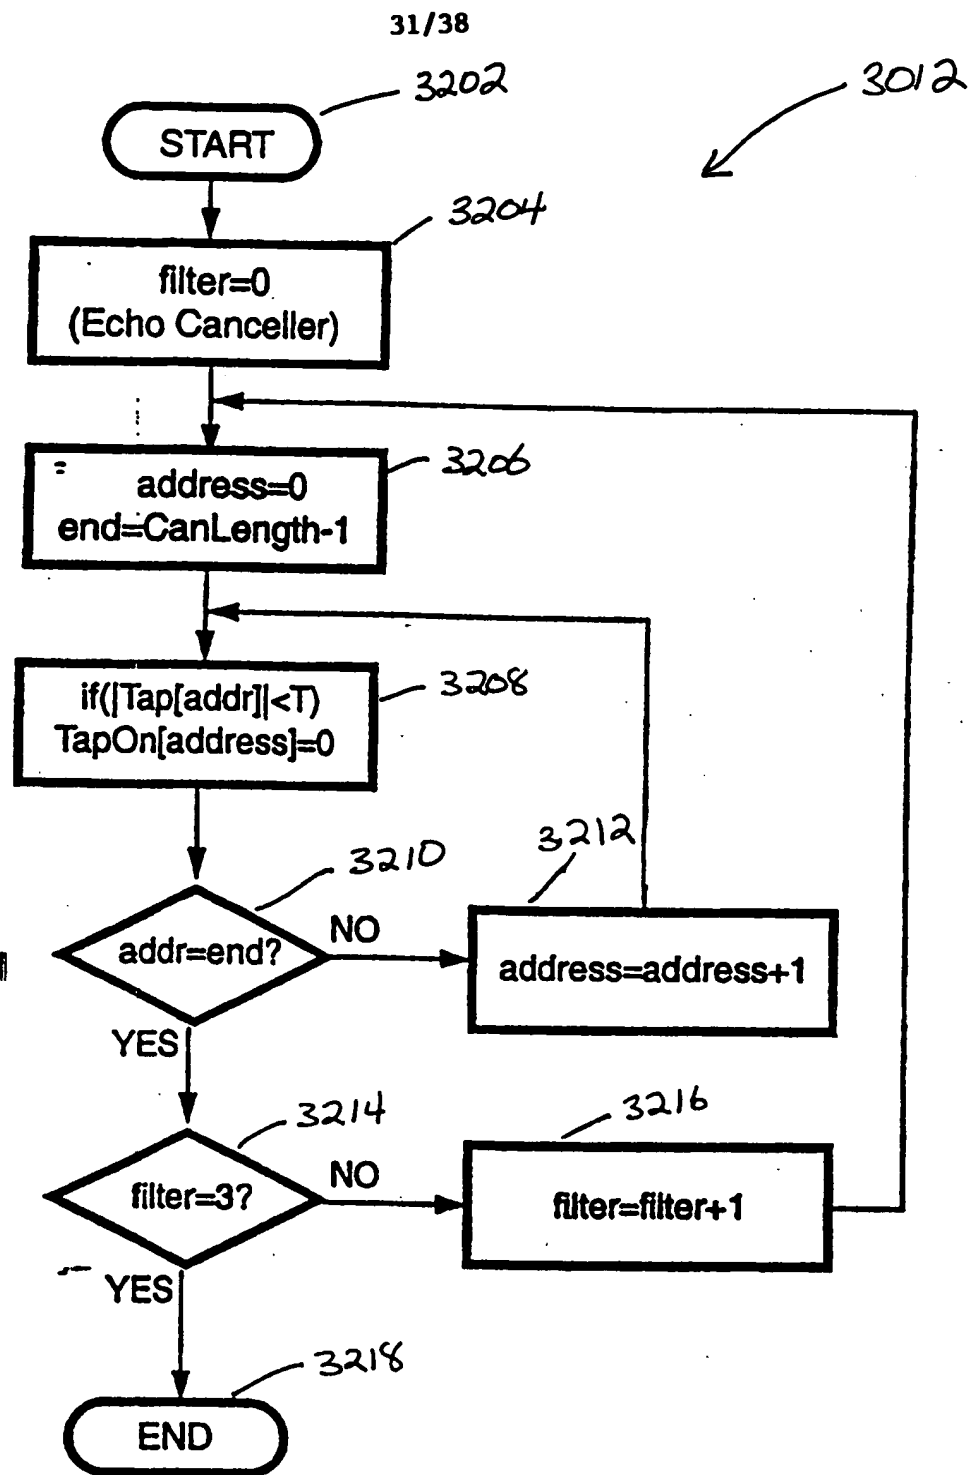 31/38
3202
3012
START
3204
filter=0
(Echo Canceller)
3206
address=0
end=CanLength-1
3208
if(|Tap[addr]|<T)
TapOn[address]=0
3210
3212
addr=end?
NO
address=address+1
YES
3214
3216
filter=3?
NO
filter=filter+1
YES
3218
END